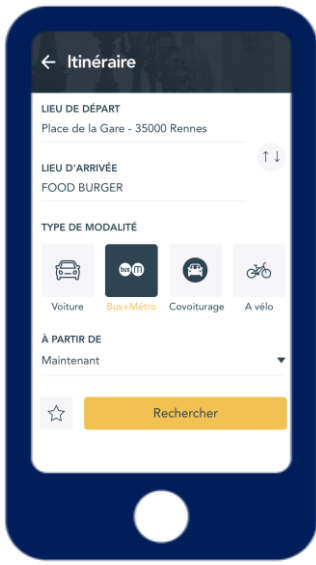 ← Itinéraire
LIEU DE DÉPART
Place de la Gare - 35000 Rennes
↑↓
LIEU D'ARRIVÉE
FOOD BURGER
TYPE DE MODALITÉ
bus m
Voiture Bus+Métro Covoiturage A vélo
À PARTIR DE
Maintenant
Rechercher